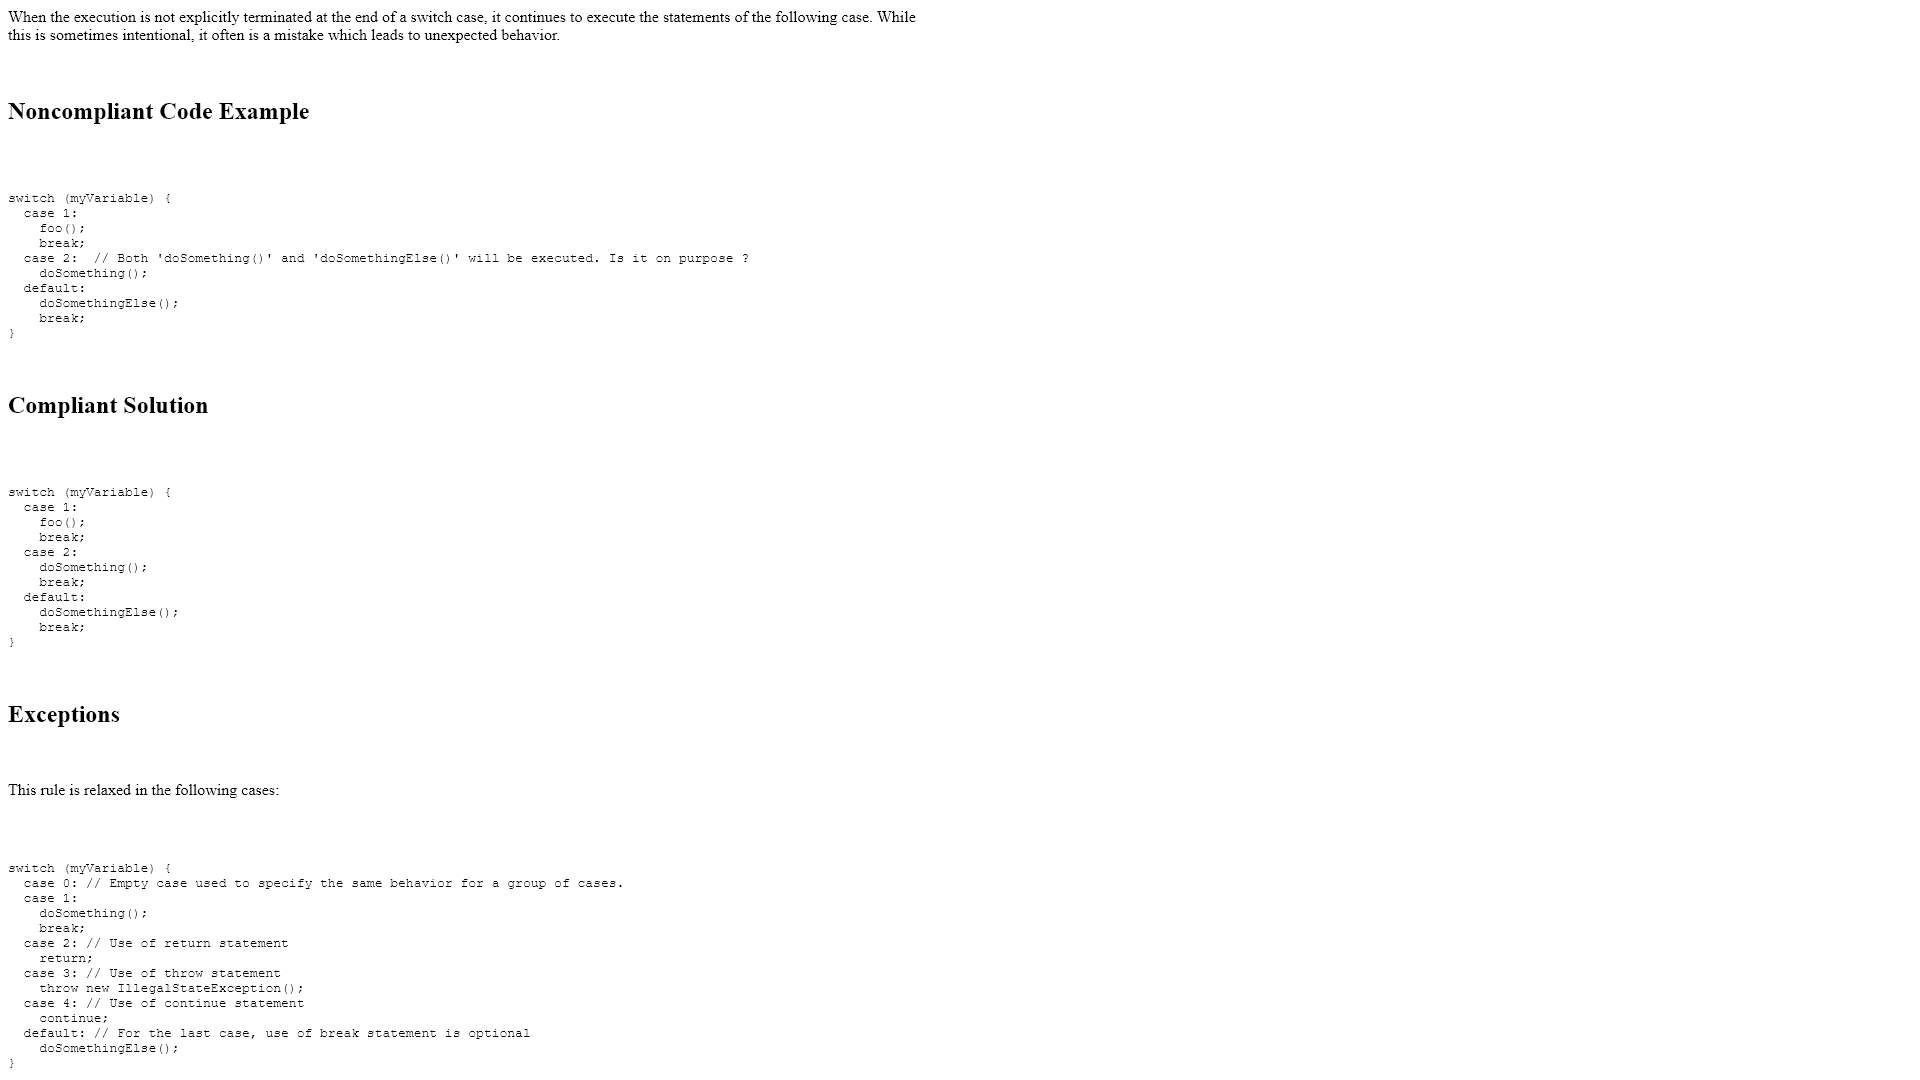 When the execution is not explicitly terminated at the end of a switch case, it continues to execute the statements of the following case. While
this is sometimes intentional, it often is a mistake which leads to unexpected behavior.
Noncompliant Code Example
switch (myVariable) {
  case 1:
    foo();
    break;
  case 2:  // Both 'doSomething()' and 'doSomethingElse()' will be executed. Is it on purpose ?
    doSomething();
  default:
    doSomethingElse();
    break;
}
Compliant Solution
switch (myVariable) {
  case 1:
    foo();
    break;
  case 2:
    doSomething();
    break;
  default:
    doSomethingElse();
    break;
}
Exceptions
This rule is relaxed in the following cases:
switch (myVariable) {
  case 0: // Empty case used to specify the same behavior for a group of cases.
  case 1:
    doSomething();
    break;
  case 2: // Use of return statement
    return;
  case 3: // Use of throw statement
    throw new IllegalStateException();
  case 4: // Use of continue statement
    continue;
  default: // For the last case, use of break statement is optional
    doSomethingElse();
}